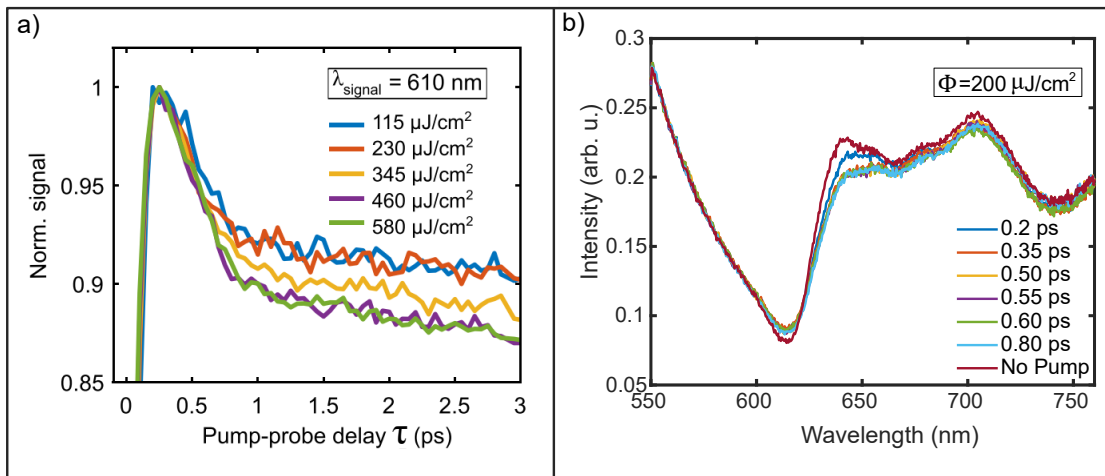 a)
λsignal = 610 nm
115 µJ/cm²
230 µJ/cm²
345 µJ/cm²
460 µJ/cm²
580 µJ/cm²
1
0.95
0.9
0.85
Norm. signal
0 0.5 1 1.5 2 2.5 3
Pump-probe delay τ (ps)
b)
Φ=200 µJ/cm²
0.3
0.25
0.2
0.15
0.1
0.05
Intensity (arb. u.)
0.2 ps
0.35 ps
0.50 ps
0.55 ps
0.60 ps
0.80 ps
No Pump
550 600 650 700 750
Wavelength (nm)